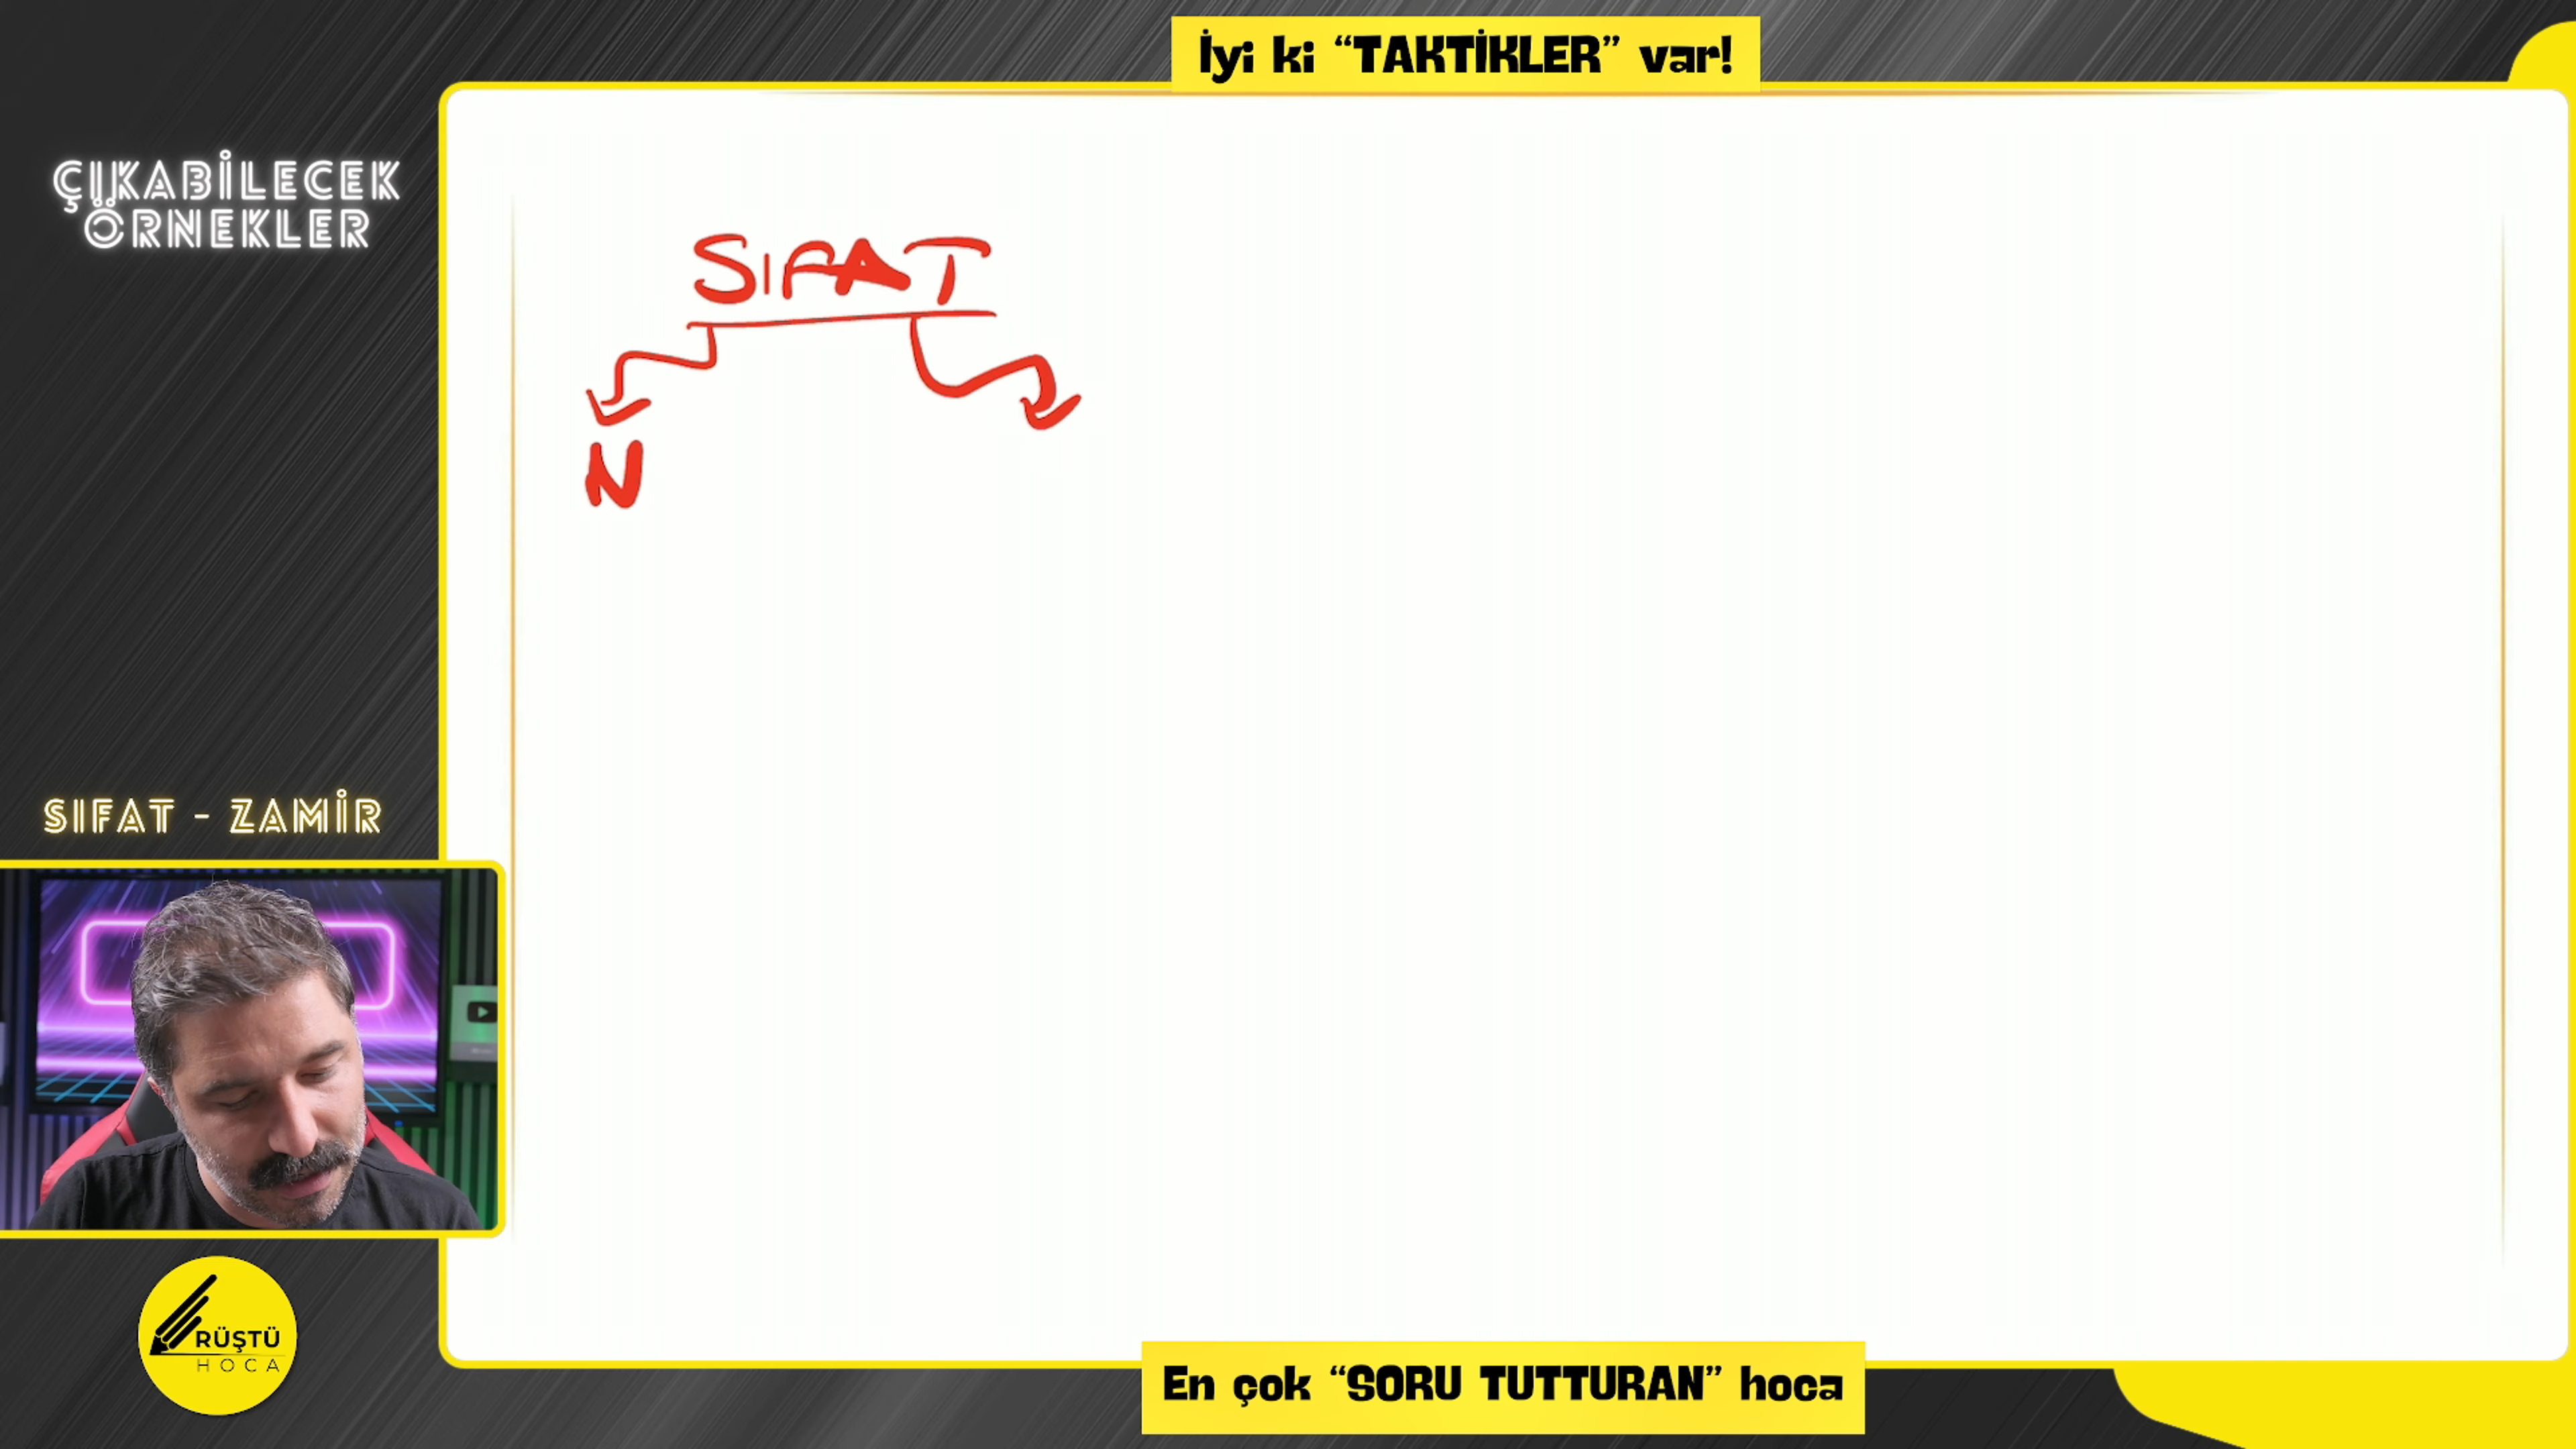 İyi ki “TAKTİKLER” var!
ÇIKABİLECEK
ÖRNEKLER
SIFAT
N
SIFAT - ZAMİR
RÜŞTÜ
HOCA
En çok “SORU TUTTURAN” hoca